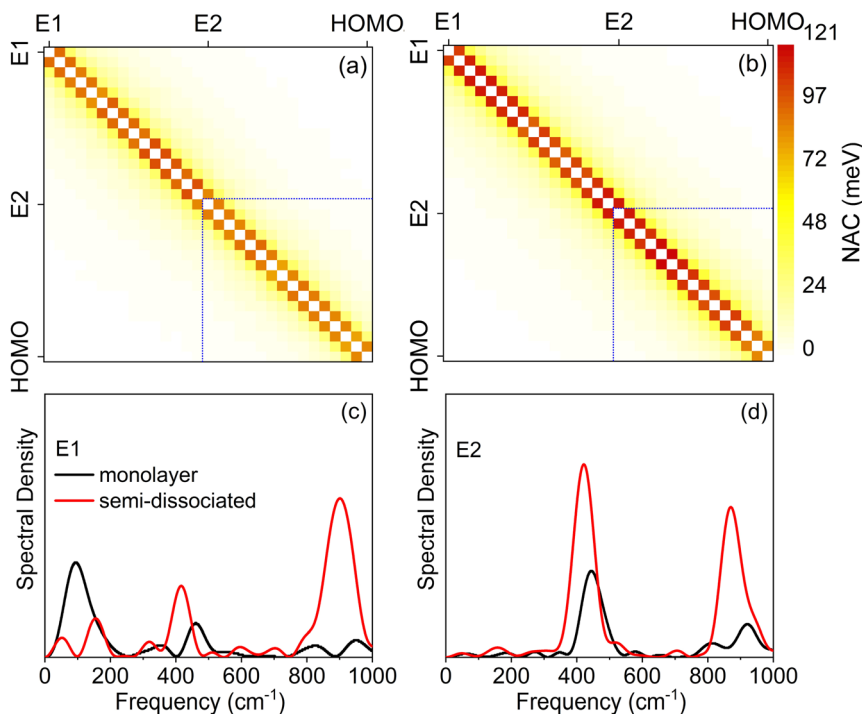 E1 E2 HOMO
E1 E2 HOMO
(a)
(b)
E1
E2
HOMO
E1
E2
HOMO
121
97
72
48
24
0
NAC (meV)
(c)
E1
monolayer
semi-dissociated
Spectral Density
0 200 400 600 800 1000
Frequency (cm-1)
(d)
E2
Spectral Density
0 200 400 600 800 1000
Frequency (cm-1)